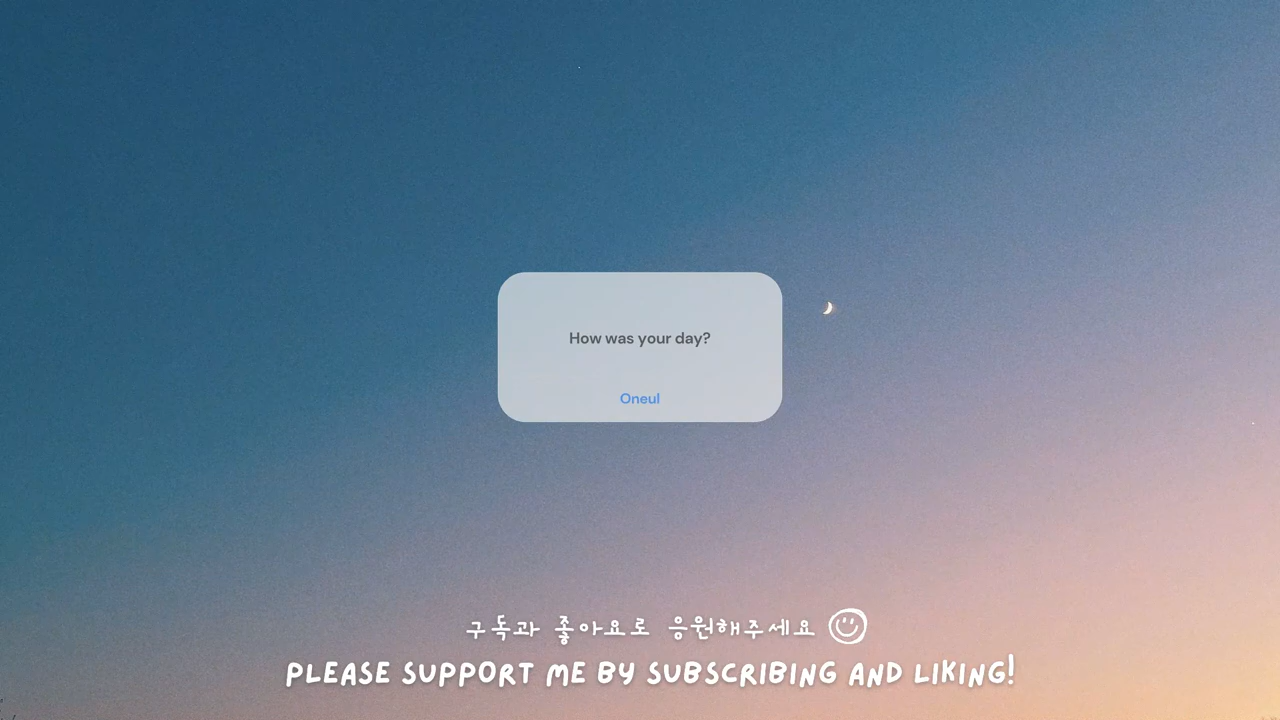 How was your day?
Oneul
구독과 좋아요로 응원해주세요
PLEASE SUPPORT ME BY SUBSCRIBING AND LIKING!